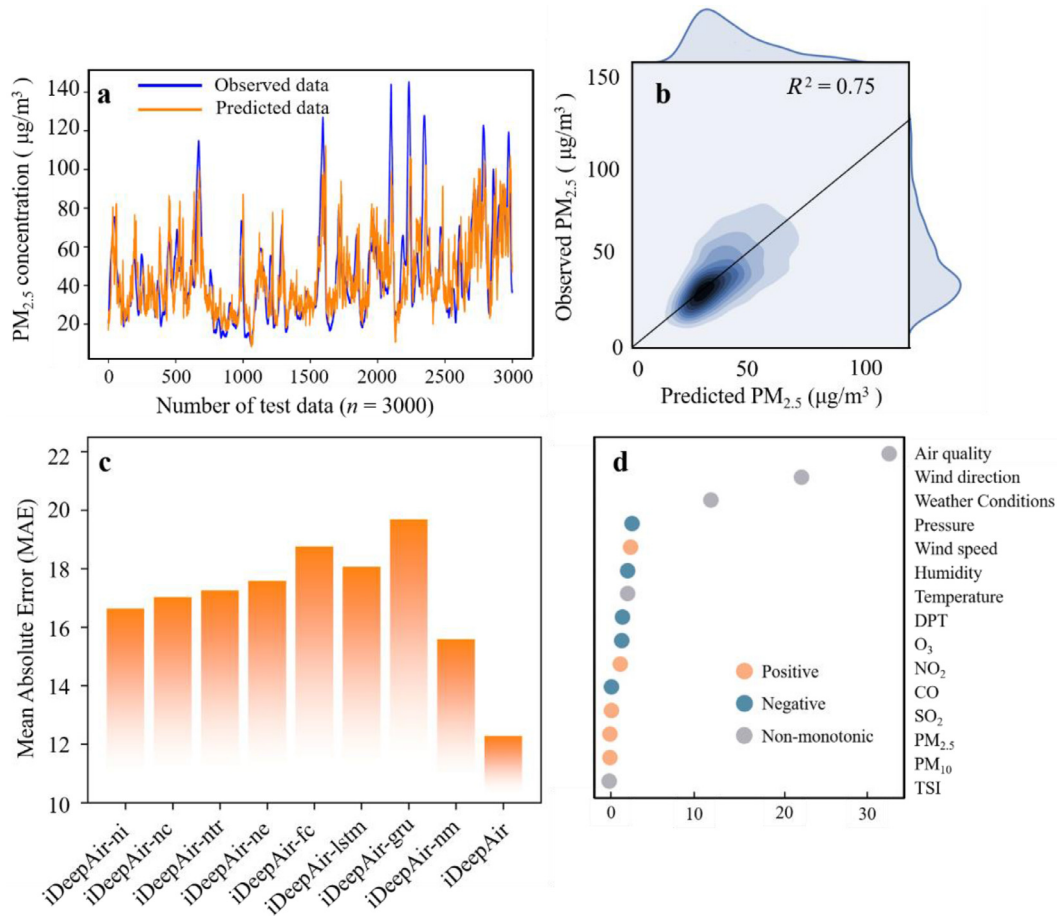 a
Observed data
Predicted data
PM2.5 concentration ( μg/m³ )
140
120
100
80
60
40
20
0
500
1000
1500
2000
2500
3000
Number of test data (n = 3000)
b
R² = 0.75
Observed PM2.5 ( μg/m³ )
150
100
50
0
0
50
100
Predicted PM2.5 (μg/m³ )
c
Mean Absolute Error (MAE)
22
20
18
16
14
12
10
iDeepAir-ni
iDeepAir-nc
iDeepAir-ntr
iDeepAir-ne
iDeepAir-fc
iDeepAir-lstm
iDeepAir-gru
iDeepAir-nm
iDeepAir
d
Air quality
Wind direction
Weather Conditions
Pressure
Wind speed
Humidity
Temperature
DPT
O3
NO2
CO
SO2
PM2.5
PM10
TSI
Positive
Negative
Non-monotonic
0
10
20
30